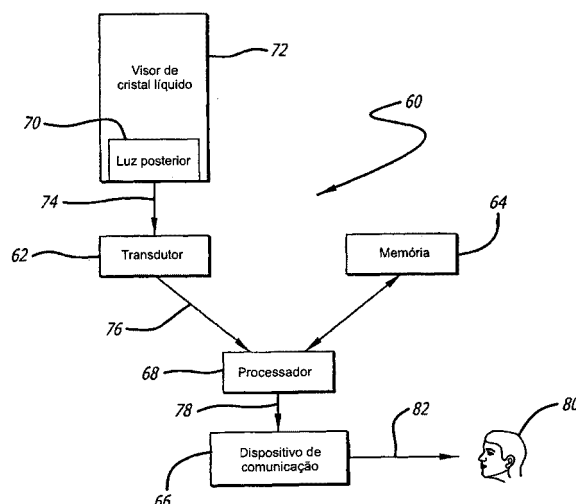 72
Visor de
cristal líquido
60
70
Luz posterior
74
64
62
Transdutor
Memória
76
68
Processador
78
82
80
Dispositivo de
comunicação
66